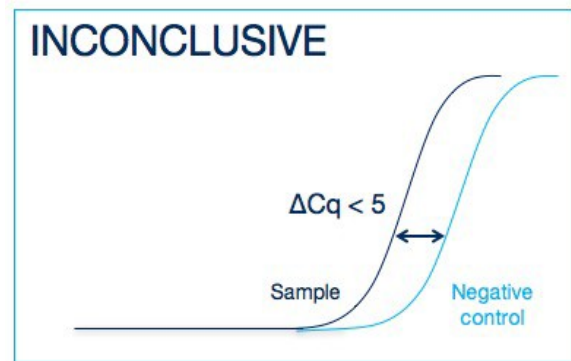 INCONCLUSIVE
ΔCq < 5
Sample
Negative
control